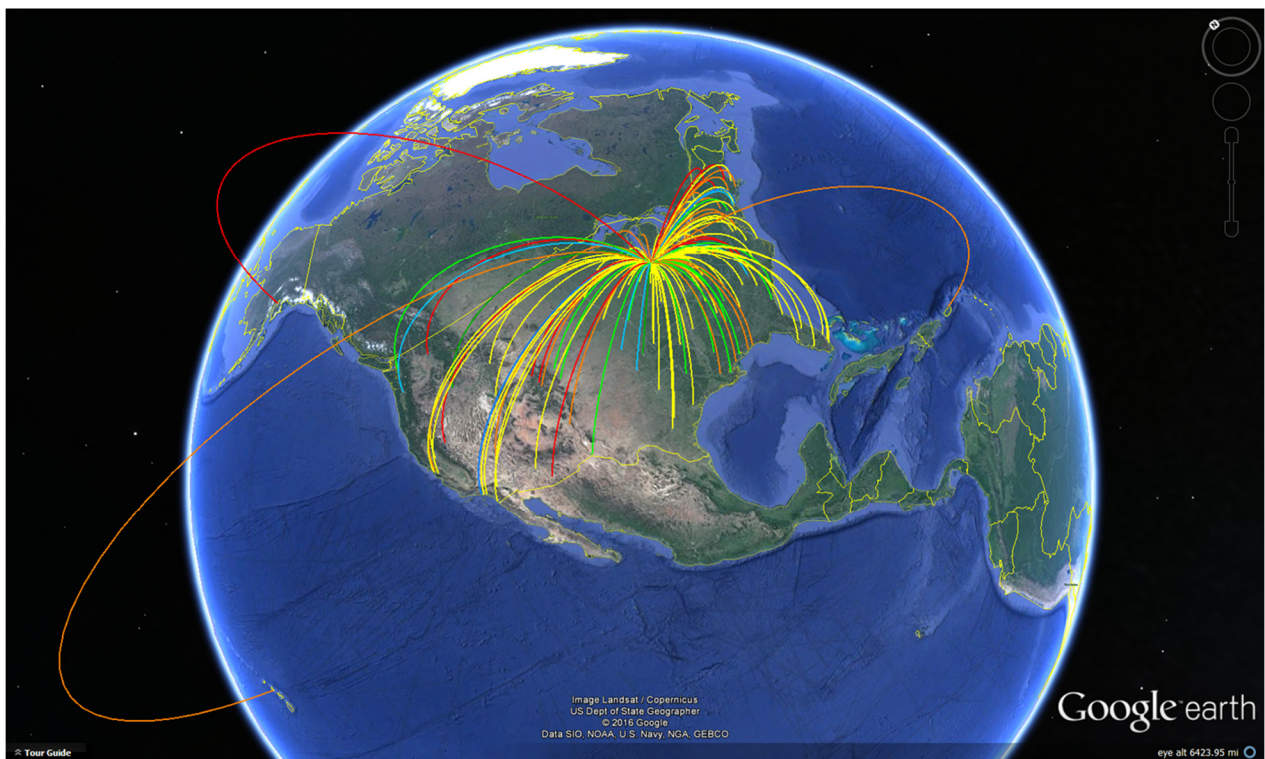 Image Landsat / Copernicus
US Dept of State Geographer
© 2016 Google
Data SIO, NOAA, U.S. Navy, NGA, GEBCO
Google earth
Tour Guide
eye alt 6423.95 mi